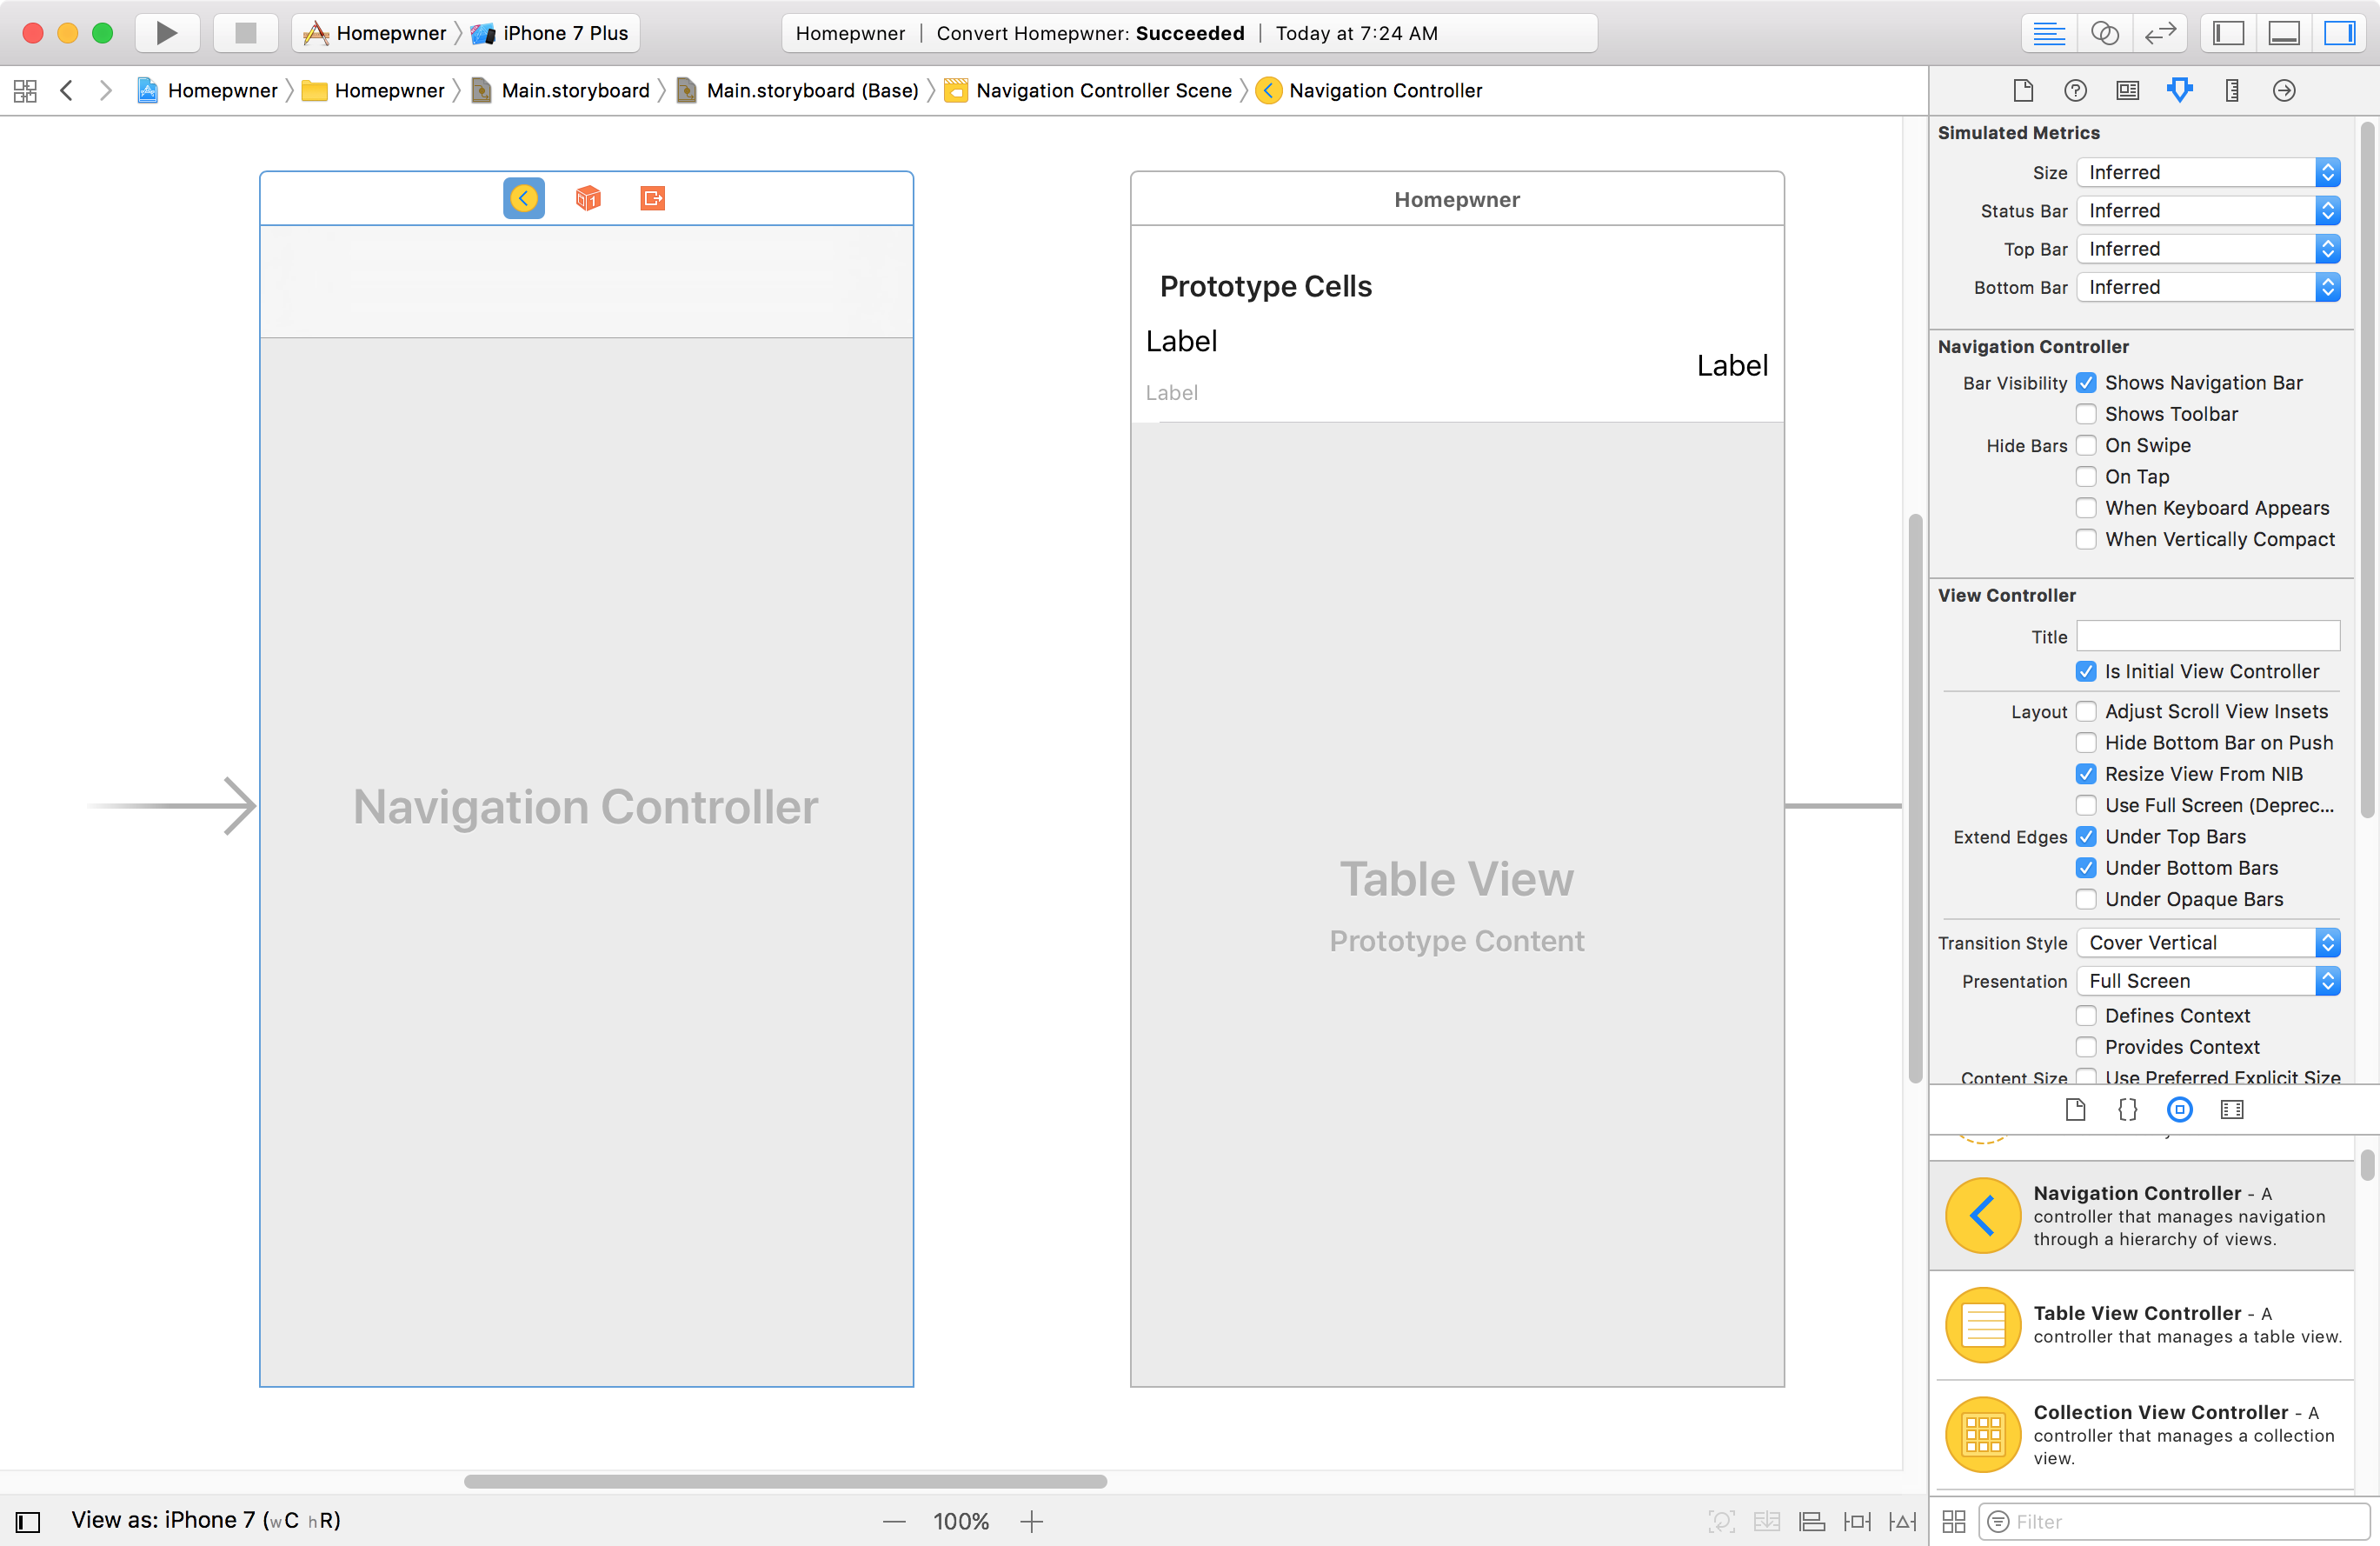 Homepwner iPhone 7 Plus
Homepwner | Convert Homepwner: Succeeded | Today at 7:24 AM
Homepwner Homepwner Main.storyboard Main.storyboard (Base) Navigation Controller Scene Navigation Controller
Navigation Controller
Homepwner
Prototype Cells
Label
Label
Label
Table View
Prototype Content
Simulated Metrics
Size Inferred
Status Bar Inferred
Top Bar Inferred
Bottom Bar Inferred
Navigation Controller
Bar Visibility Shows Navigation Bar
Shows Toolbar
Hide Bars On Swipe
On Tap
When Keyboard Appears
When Vertically Compact
View Controller
Title
Is Initial View Controller
Layout Adjust Scroll View Insets
Hide Bottom Bar on Push
Resize View From NIB
Use Full Screen (Deprec...
Extend Edges Under Top Bars
Under Bottom Bars
Under Opaque Bars
Transition Style Cover Vertical
Presentation Full Screen
Defines Context
Provides Context
Content Size Use Preferred Explicit Size
Navigation Controller - A
controller that manages navigation
through a hierarchy of views.
Table View Controller - A
controller that manages a table view.
Collection View Controller - A
controller that manages a collection
view.
View as: iPhone 7 (wC hR)
100%
Filter